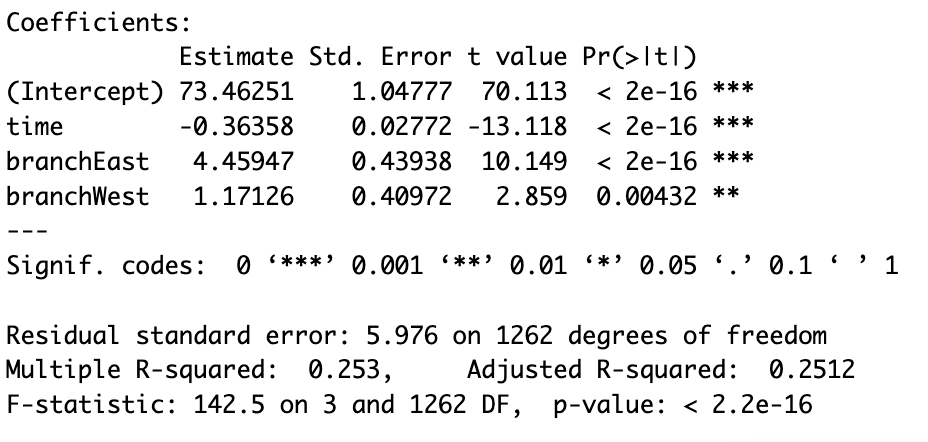 Coefficients:
            Estimate Std. Error t value Pr(>|t|)
(Intercept) 73.46251    1.04777  70.113  < 2e-16 ***
time        -0.36358    0.02772 -13.118  < 2e-16 ***
branchEast   4.45947    0.43938  10.149  < 2e-16 ***
branchWest   1.17126    0.40972   2.859  0.00432 **
---
Signif. codes:  0 ‘***’ 0.001 ‘**’ 0.01 ‘*’ 0.05 ‘.’ 0.1 ‘ ’ 1
Residual standard error: 5.976 on 1262 degrees of freedom
Multiple R-squared:  0.253,     Adjusted R-squared:  0.2512
F-statistic: 142.5 on 3 and 1262 DF,  p-value: < 2.2e-16